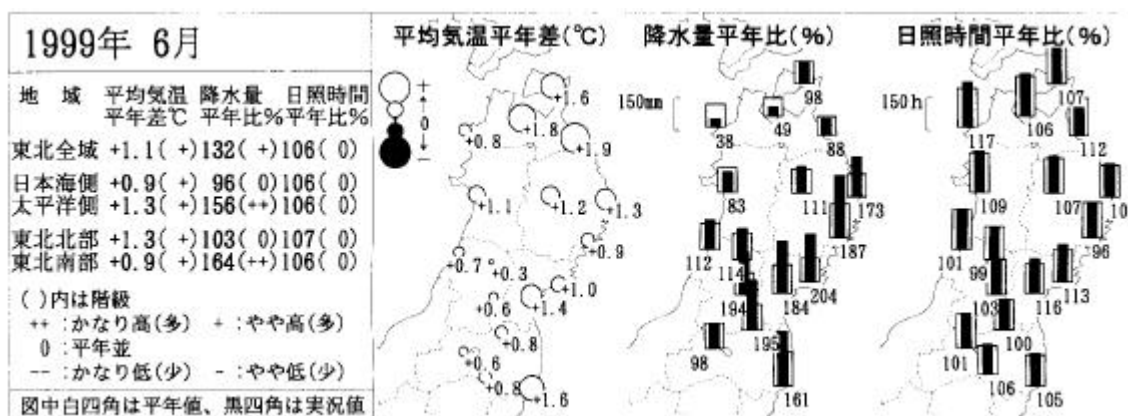 1999年 6月
地 域 平均気温 降水量 日照時間
平年差℃ 平年比% 平年比%
東北全域 +1.1( +) 132( +) 106( 0)
日本海側 +0.9( +) 96( 0) 106( 0)
太平洋側 +1.3( +) 156(++) 106( 0)
東北北部 +1.3( +) 103( 0) 107( 0)
東北南部 +0.9( +) 164(++) 106( 0)
( )内は階級
++ :かなり高(多) + :やや高(多)
0 :平年並
-- :かなり低(少) - :やや低(少)
図中白四角は平年値、黒四角は実況値
平均気温平年差(℃)
+
0
−
+1.6
+1.8
+0.8
+1.9
+1.1
+1.2
+1.3
+0.9
+0.7
+0.3
+1.0
+0.6
+1.4
+0.8
+0.6
+0.8
+1.6
降水量平年比(%)
150mm
98
38
49
88
83
111
173
187
112
114
204
194
184
195
98
161
日照時間平年比(%)
150h
107
106
117
112
109
107
10
96
101
99
113
103
116
100
101
106
105